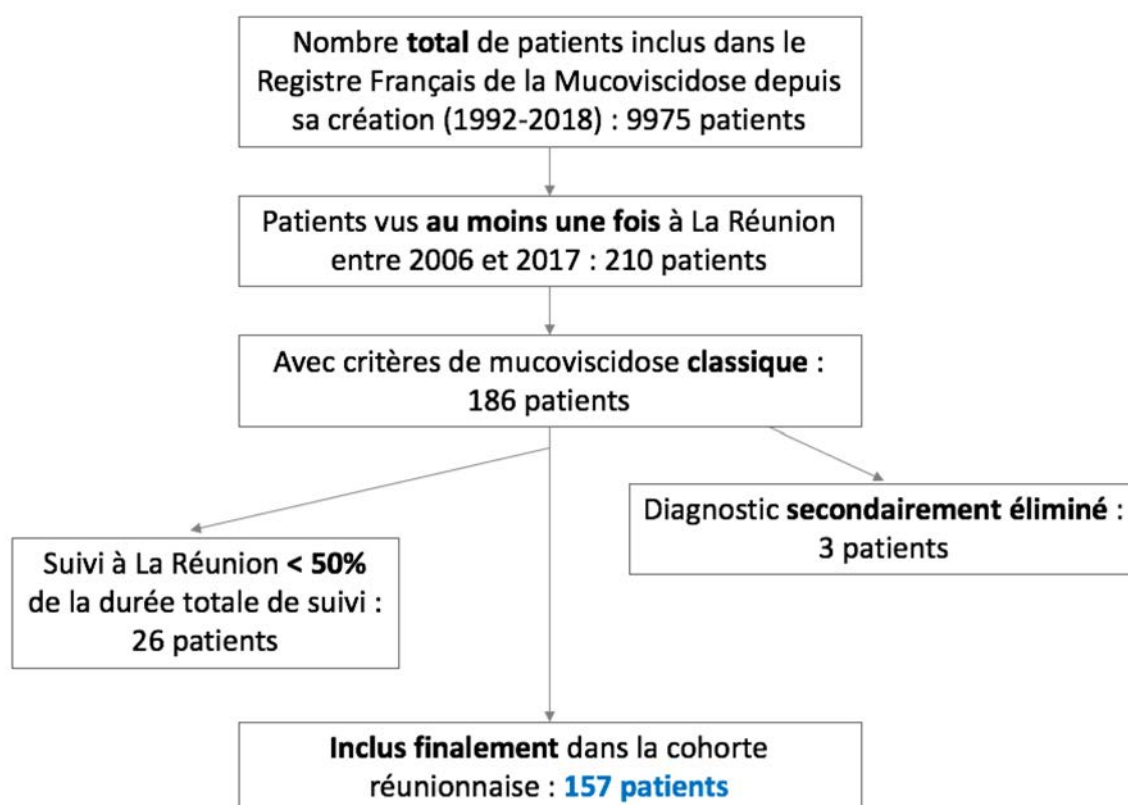 Nombre total de patients inclus dans le
Registre Français de la Mucoviscidose depuis
sa création (1992-2018) : 9975 patients
Patients vus au moins une fois à La Réunion
entre 2006 et 2017 : 210 patients
Avec critères de mucoviscidose classique :
186 patients
Diagnostic secondairement éliminé :
3 patients
Suivi à La Réunion < 50%
de la durée totale de suivi :
26 patients
Inclus finalement dans la cohorte
réunionnaise : 157 patients